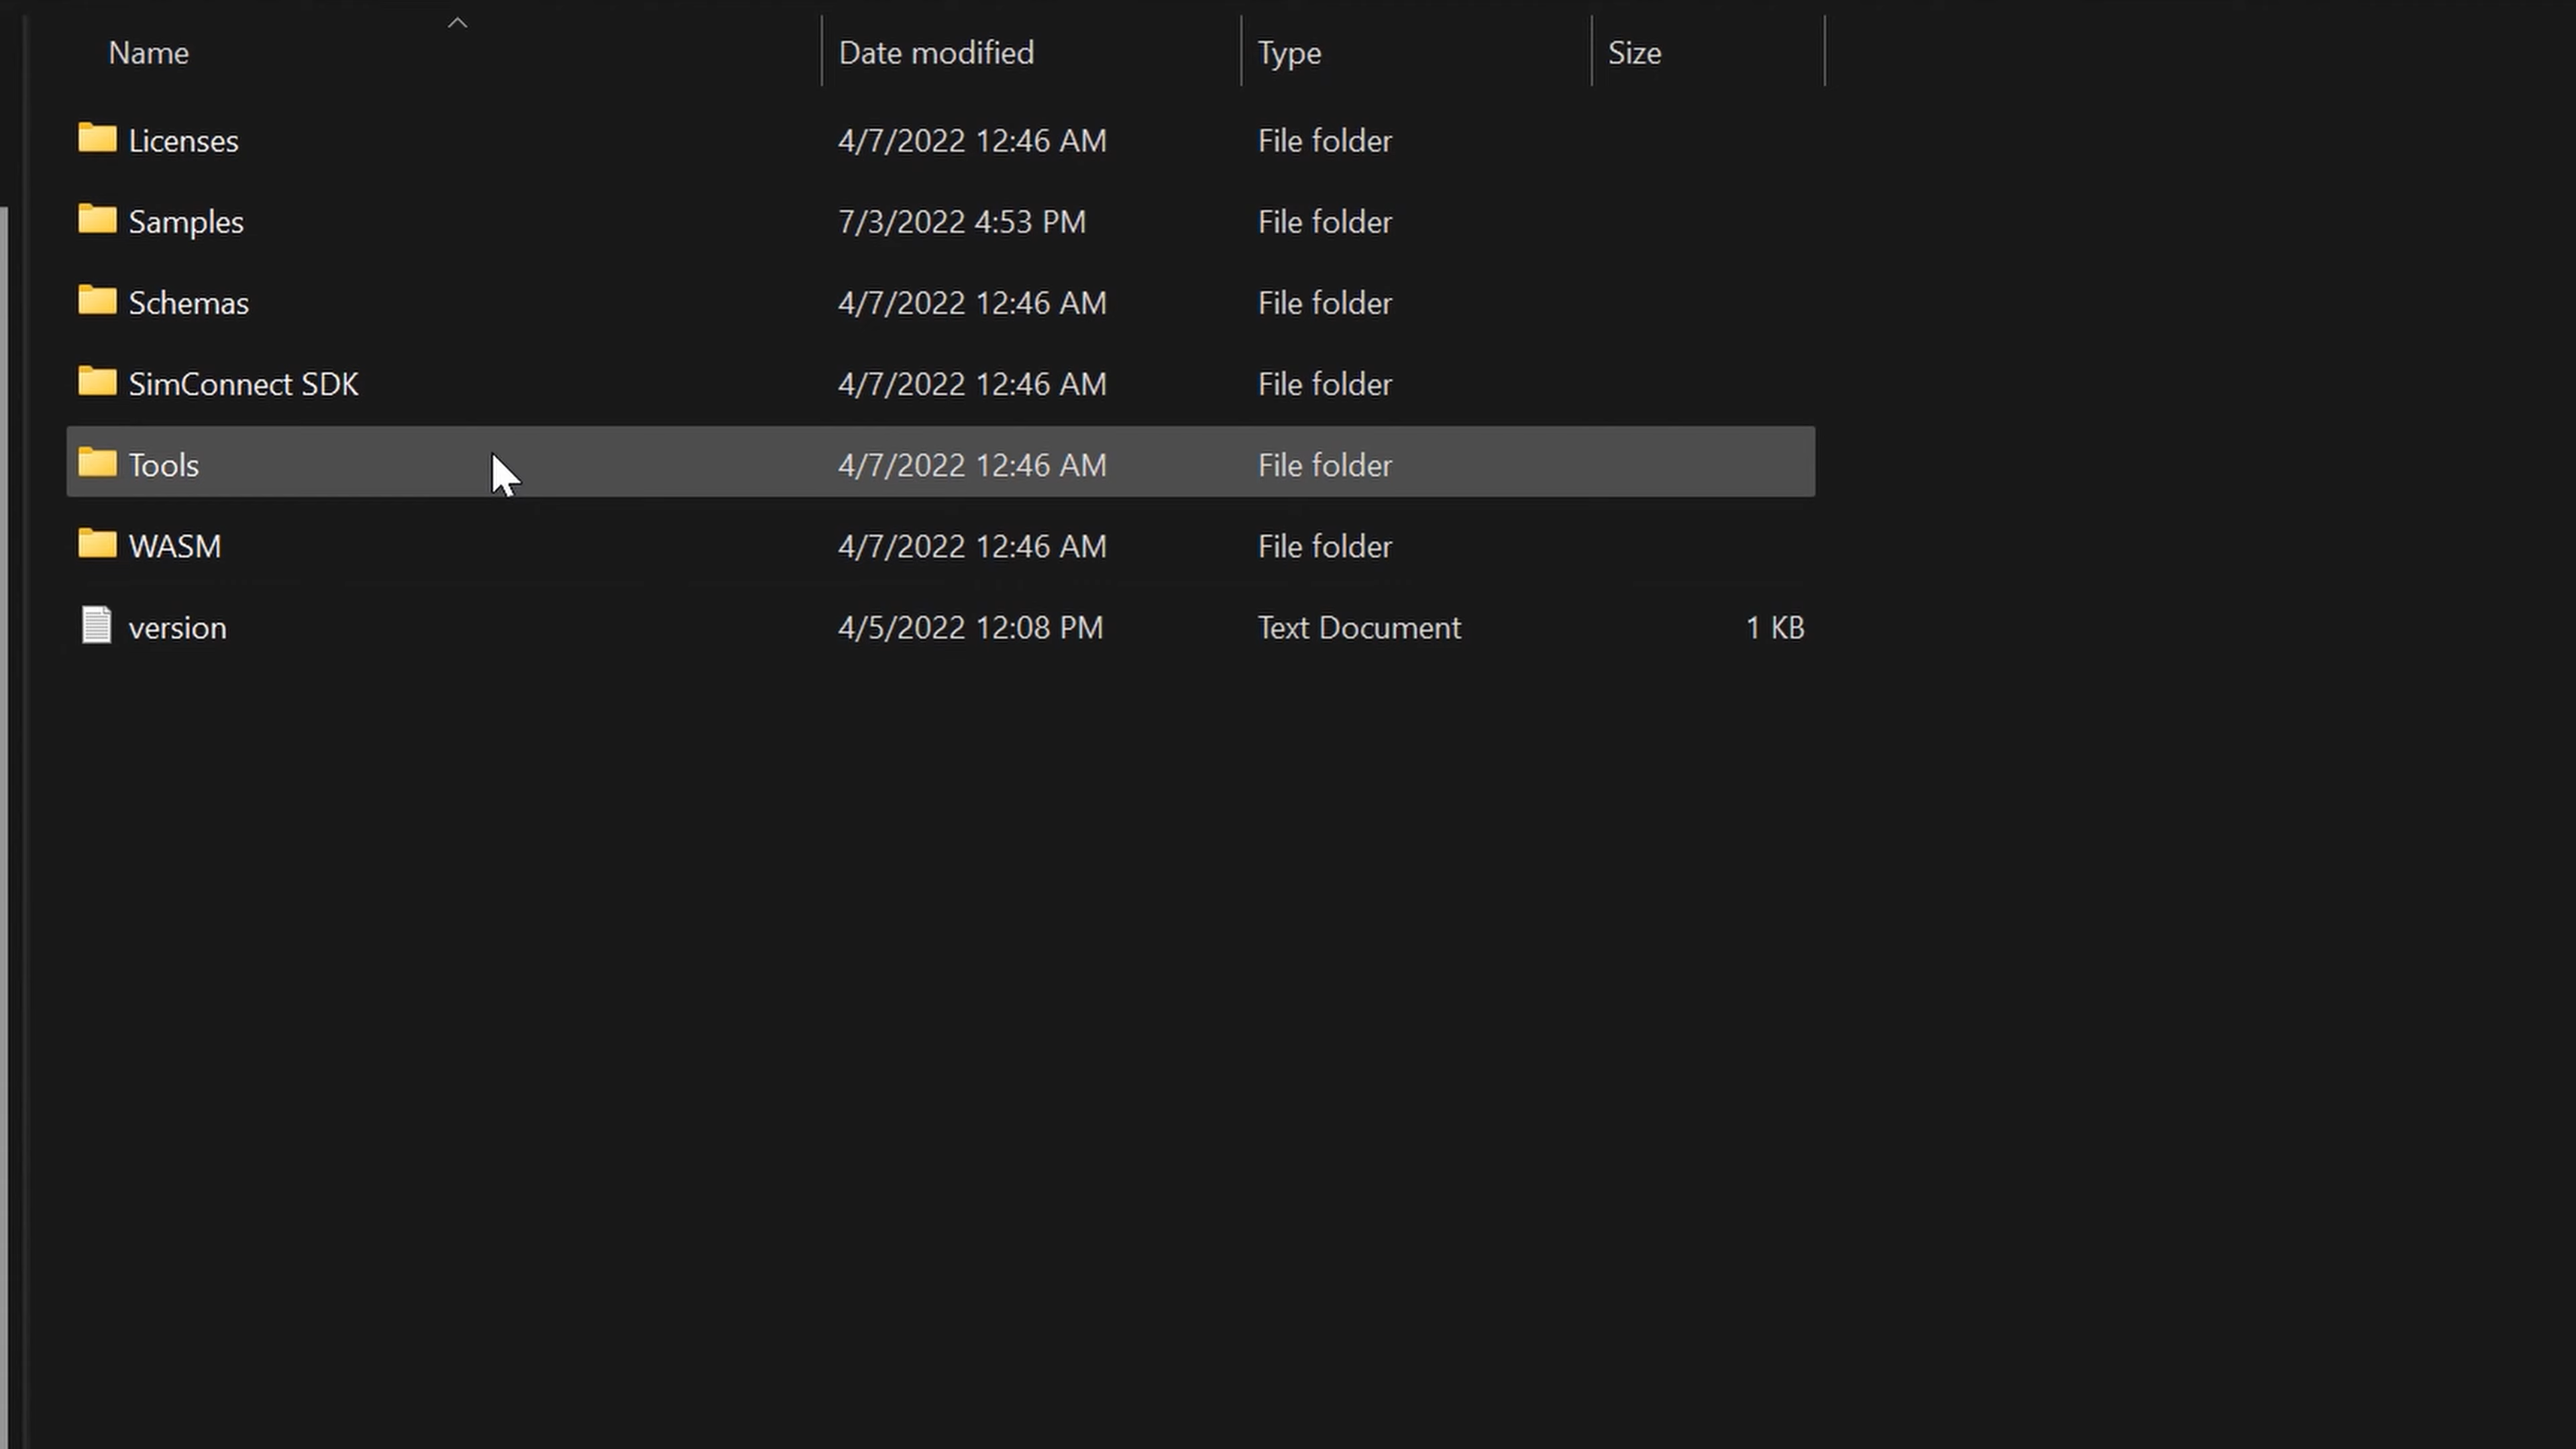 Name Date modified Type Size
Licenses 4/7/2022 12:46 AM File folder
Samples 7/3/2022 4:53 PM File folder
Schemas 4/7/2022 12:46 AM File folder
SimConnect SDK 4/7/2022 12:46 AM File folder
Tools 4/7/2022 12:46 AM File folder
WASM 4/7/2022 12:46 AM File folder
version 4/5/2022 12:08 PM Text Document 1 KB